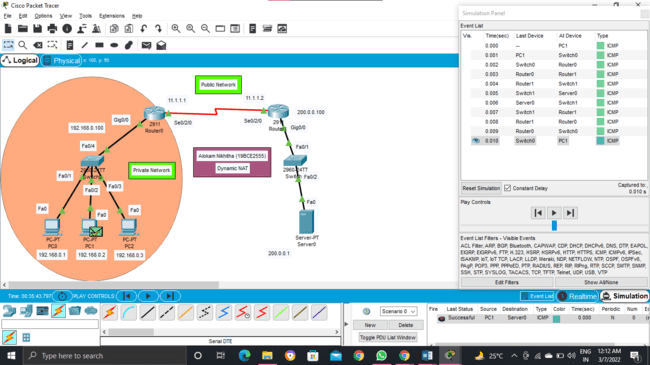 Cisco Packet Tracer
File Edit Options View Tools Extensions Window Help
Logical Physical x: 100, y: 90
Public Network
11.1.1.1
11.1.1.2
200.0.0.100
Gig0/0
2911
Router0
Se0/2/0
Se0/2/0
2911
Gig0/0
192.168.0.100
Fa0/4
Fa0/1
Fa0/1
Fa0/2
Fa0/3
Private Network
Alokam Nikhitha (19BCE2555)
Dynamic NAT
2960-24TT
Fa0/2
Fa0
Fa0
Fa0
Fa0
PC-PT
PC0
PC-PT
PC1
PC-PT
PC2
Server-PT
Server0
192.168.0.1
192.168.0.2
192.168.0.3
200.0.0.1
Simulation Panel
Event List
Vis. Time(sec) Last Device At Device Type
0.000 -- PC1 ICMP
0.001 PC1 Switch0 ICMP
0.002 Switch0 Router0 ICMP
0.003 Router0 Router1 ICMP
0.004 Router1 Switch1 ICMP
0.005 Switch1 Server0 ICMP
0.006 Server0 Switch1 ICMP
0.007 Switch1 Router1 ICMP
0.008 Router1 Router0 ICMP
0.009 Router0 Switch0 ICMP
0.010 Switch0 PC1 ICMP
Reset Simulation Constant Delay Captured to:
0.010 s
Play Controls
Event List Filters - Visible Events
ACL Filter, ARP, BGP, Bluetooth, CAPWAP, CDP, DHCP, DHCPv6, DNS, DTP, EAPOL,
EIGRP, EIGRPv6, FTP, H.323, HSRP, HSRPv6, HTTP, HTTPS, ICMP, ICMPv6, IPSec,
ISAKMP, IoT, IoT TCP, LACP, LLDP, Meraki, NDP, NETFLOW, NTP, OSPF, OSPFv6,
PAgP, POP3, PPP, PPPoED, PTP, RADIUS, REP, RIP, RIPng, RTP, SCCP, SMTP, SNMP,
SSH, STP, SYSLOG, TACACS, TCP, TFTP, Telnet, UDP, USB, VTP
Edit Filters Show All/None
Time: 00:35:43.797 PLAY CONTROLS
Event List Realtime Simulation
Serial DTE
Scenario 0
New Delete
Toggle PDU List Window
Fire Last Status Source Destination Type Color Time(sec) Periodic Num
Successful PC1 Server0 ICMP 0.000 N 0
Type here to search
25°C
ENG
IN
12:12 AM
3/7/2022